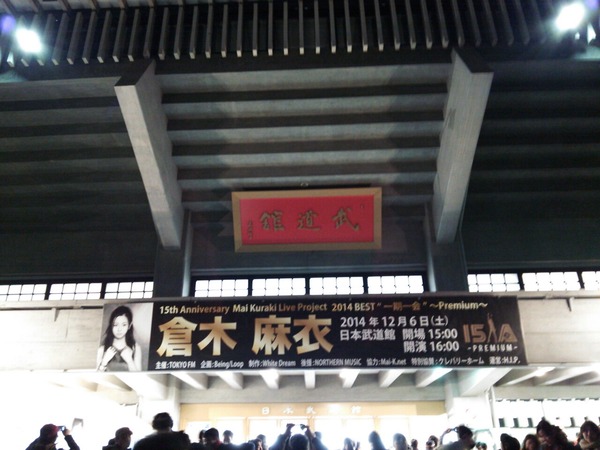 館道武
15th Anniversary Mai Kuraki Live Project 2014 BEST "一期一会" ～Premium～
倉木 麻衣
2014年12月6日(土)
日本武道館 開場 15:00
開演 16:00
15A
-PREMIUM-
主催:TOKYO FM 企画:Being/Loop 制作:White Dream 後援:NORTHERN MUSIC 協力:Mai-K.net 特別協賛:クレバリーホーム 運営:H.I.P.
日本武道館